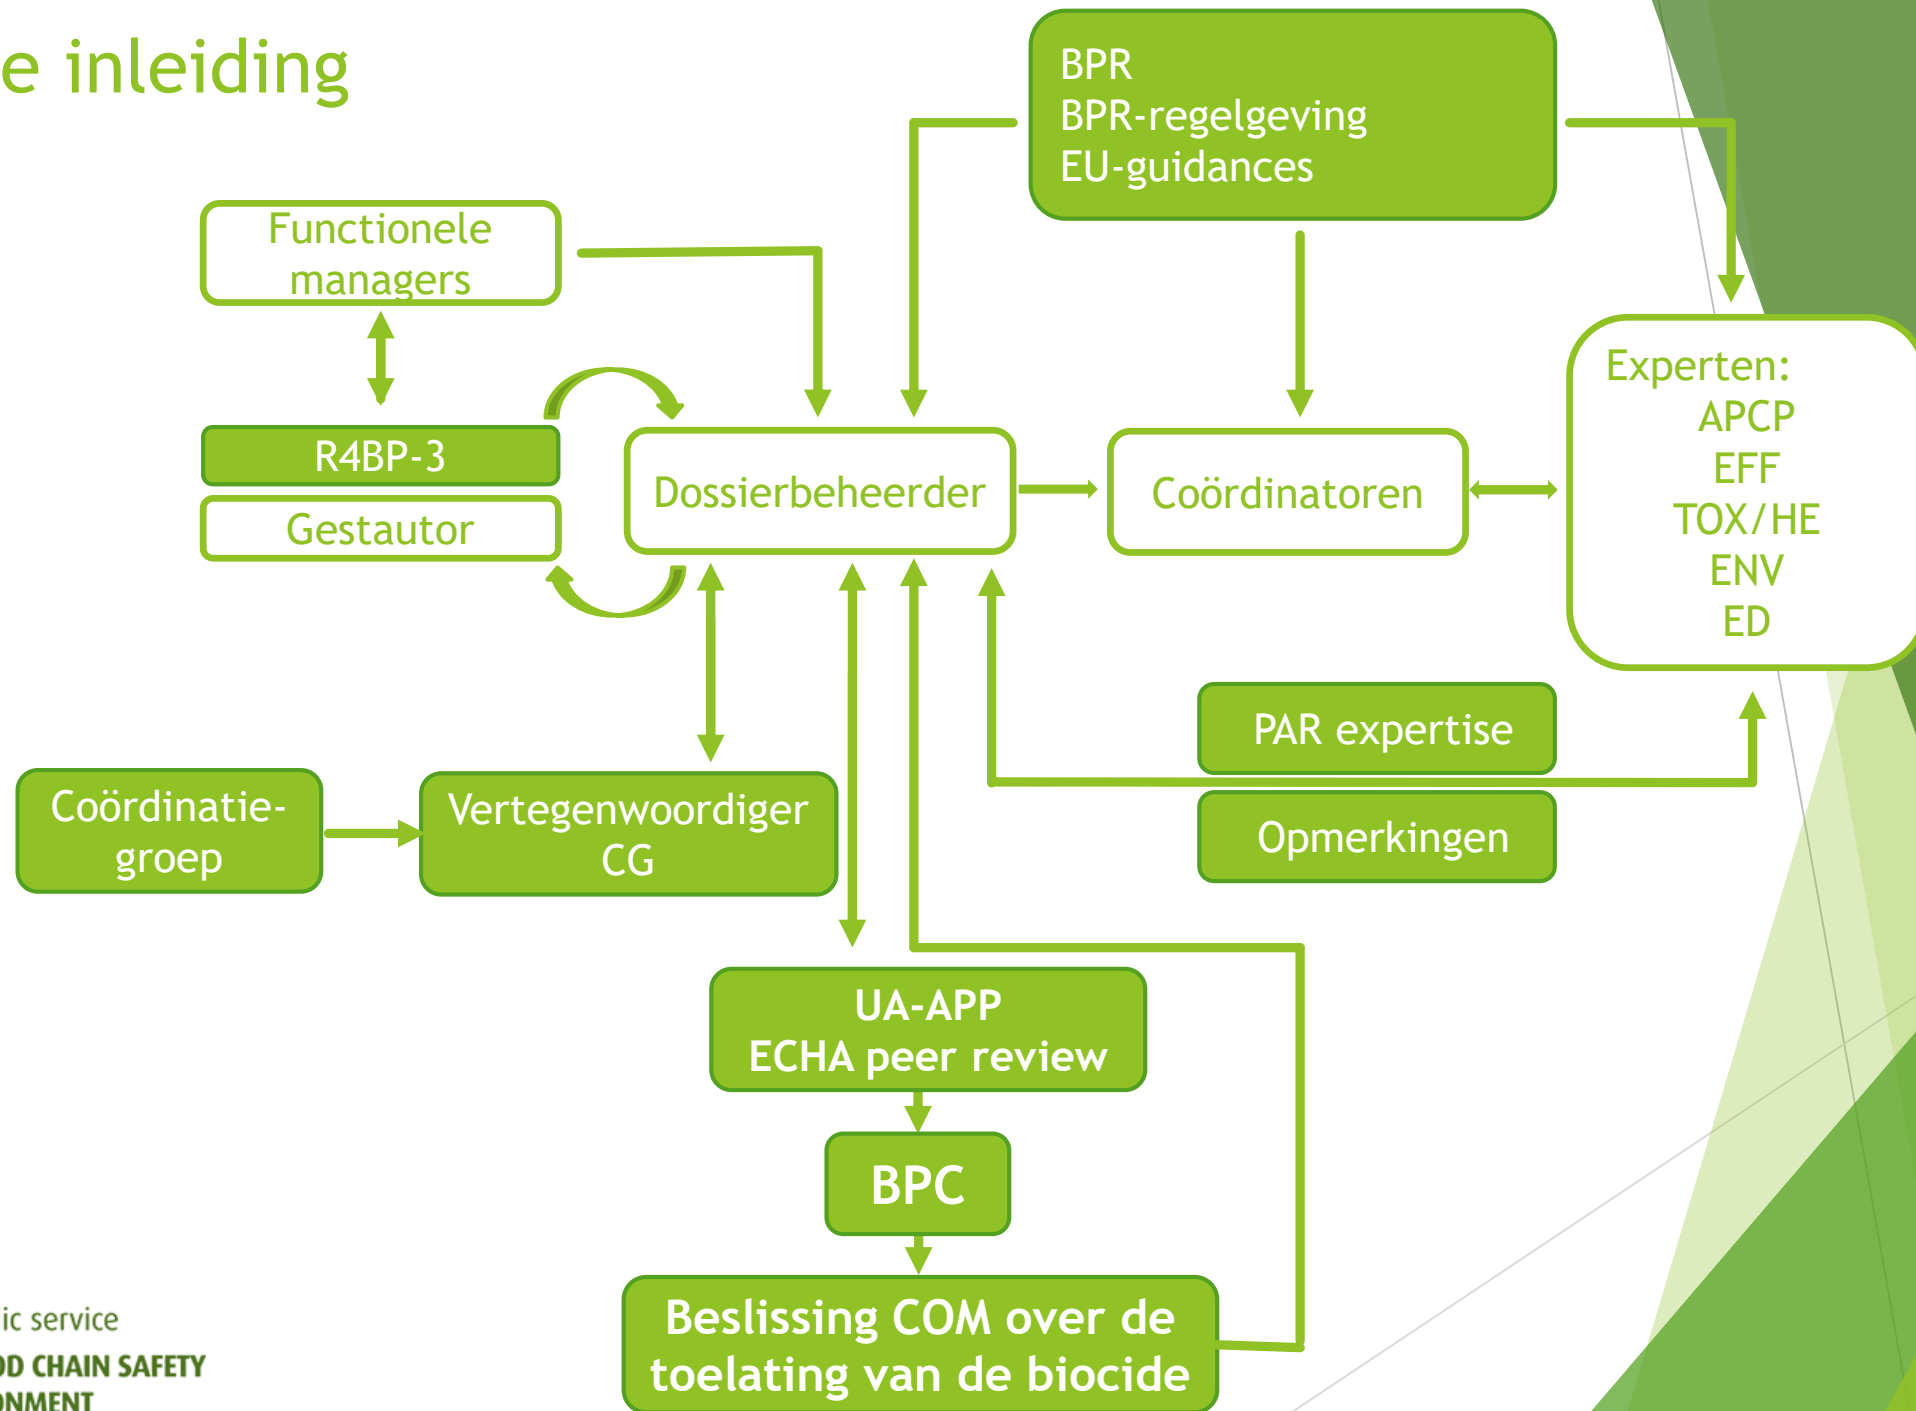 e inleiding
BPR
BPR-regelgeving
EU-guidances
Functionele
managers
R4BP-3
Gestautor
Dossierbeheerder
Coördinatoren
Experten:
APCP
EFF
TOX/HE
ENV
ED
PAR expertise
Opmerkingen
Coördinatie-
groep
Vertegenwoordiger
CG
UA-APP
ECHA peer review
BPC
Beslissing COM over de
toelating van de biocide
ic service
OD CHAIN SAFETY
ONMENT